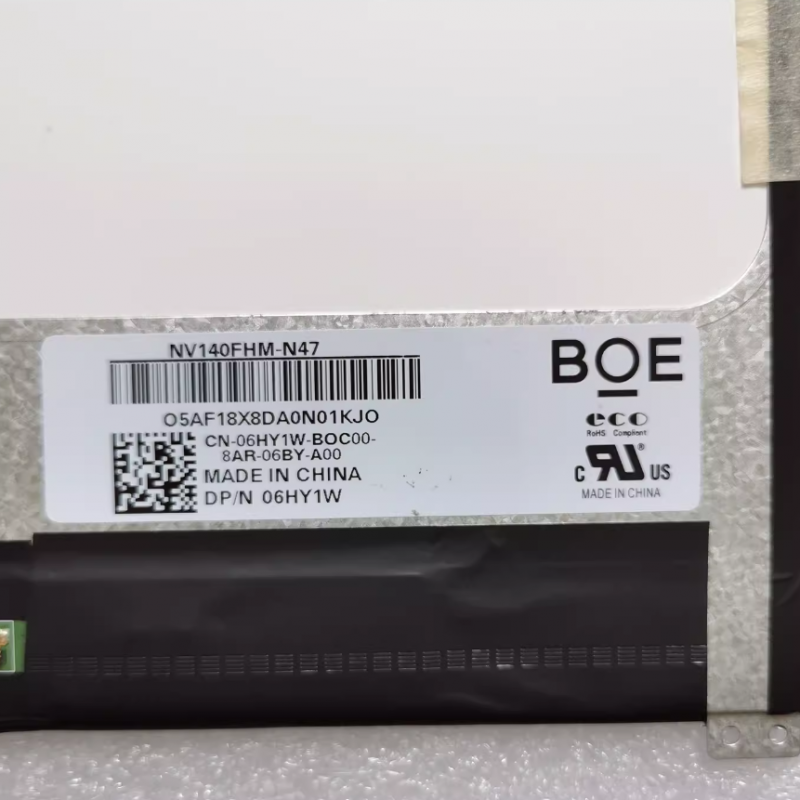 NV140FHM-N47
O5AF18X8DA0N01KJO
CN-06HY1W-BOC00-
8AR-06BY-A00
MADE IN CHINA
DP/N 06HY1W
BOE
eco
RoHS Compliant
c RU US
MADE IN CHINA